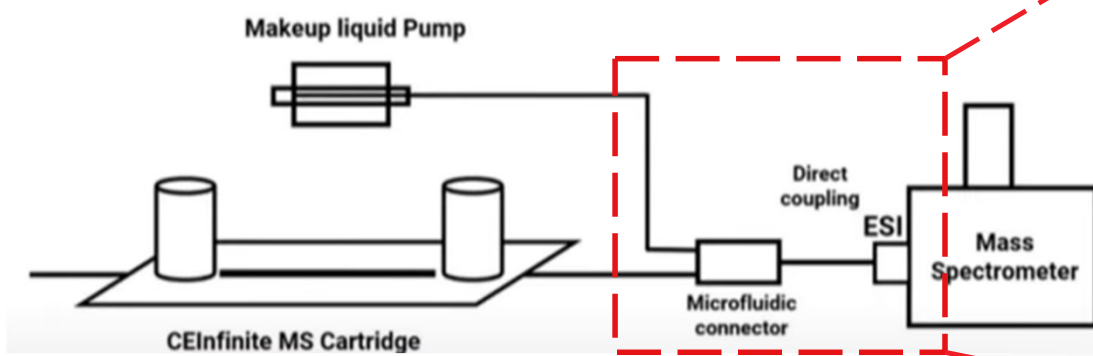 Makeup liquid Pump
Direct
coupling
ESI
Mass
Spectrometer
Microfluidic
connector
CEInfinite MS Cartridge